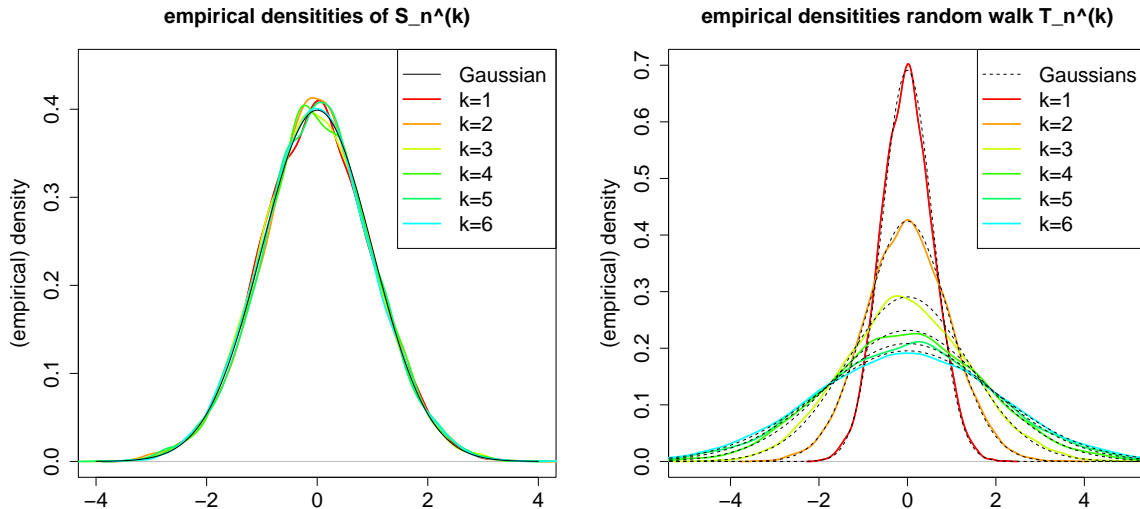 empirical densitities of S_n^(k)
(empirical) density
0.0
0.1
0.2
0.3
0.4
−4
−2
0
2
4
Gaussian
k=1
k=2
k=3
k=4
k=5
k=6
empirical densitities random walk T_n^(k)
(empirical) density
0.0
0.1
0.2
0.3
0.4
0.5
0.6
0.7
−4
−2
0
2
4
Gaussians
k=1
k=2
k=3
k=4
k=5
k=6